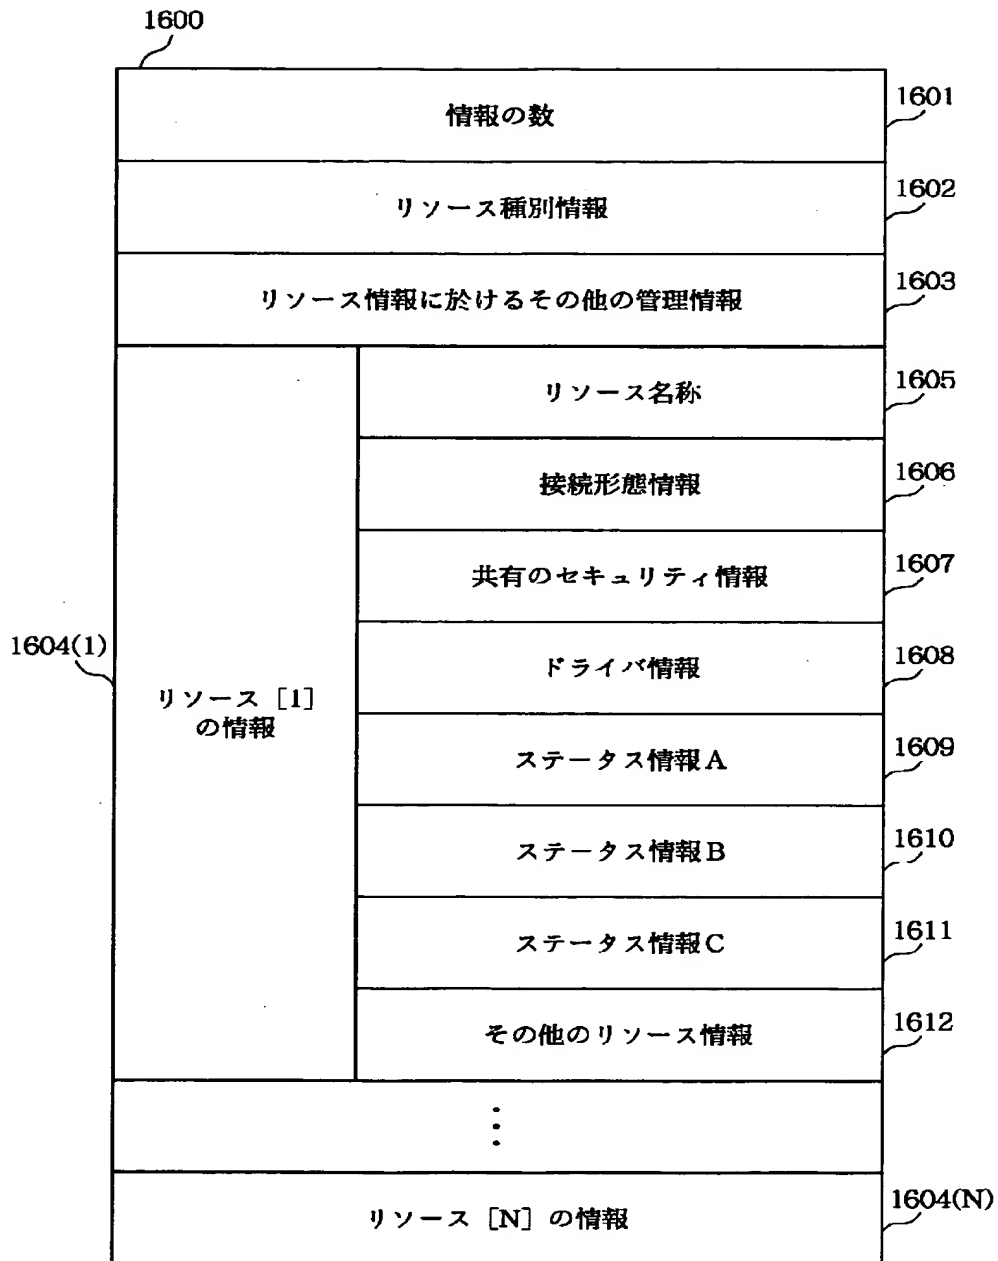 1600
情報の数
1601
リソース種別情報
1602
リソース情報に於けるその他の管理情報
1603
リソース名称
1605
接続形態情報
1606
共有のセキュリティ情報
1607
1604(1)
リソース［1］
の情報
ドライバ情報
1608
ステータス情報A
1609
ステータス情報B
1610
ステータス情報C
1611
その他のリソース情報
1612
リソース［N］の情報
1604(N)